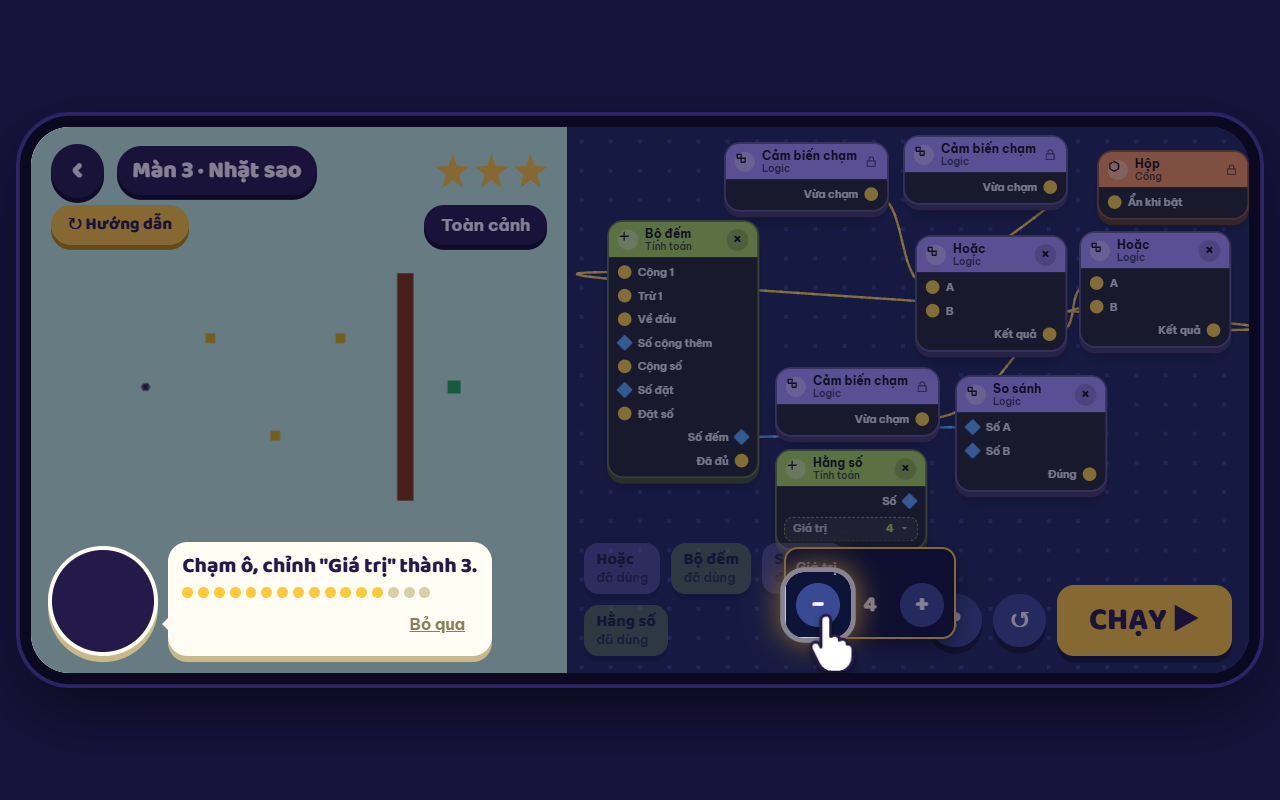 Màn 3 • Nhặt sao
↻ Hướng dẫn
Toàn cảnh
Chạm ô, chỉnh "Giá trị" thành 3.
Bỏ qua
Cảm biến chạm
Logic
Vừa chạm
Cảm biến chạm
Logic
Vừa chạm
Hộp
Cổng
Ẩn khi bật
Bộ đếm
Tính toán
Cộng 1
Trừ 1
Về đầu
Số cộng thêm
Cộng số
Số đặt
Đặt số
Số đếm
Đã đủ
Hoặc
Logic
A
B
Kết quả
Hoặc
Logic
A
B
Kết quả
Cảm biến chạm
Logic
Vừa chạm
So sánh
Logic
Số A
Số B
Đúng
Hằng số
Tính toán
Số
Giá trị 4
Hoặc
đã dùng
Bộ đếm
đã dùng
Hằng số
đã dùng
Giá trị
- 4 +
CHẠY